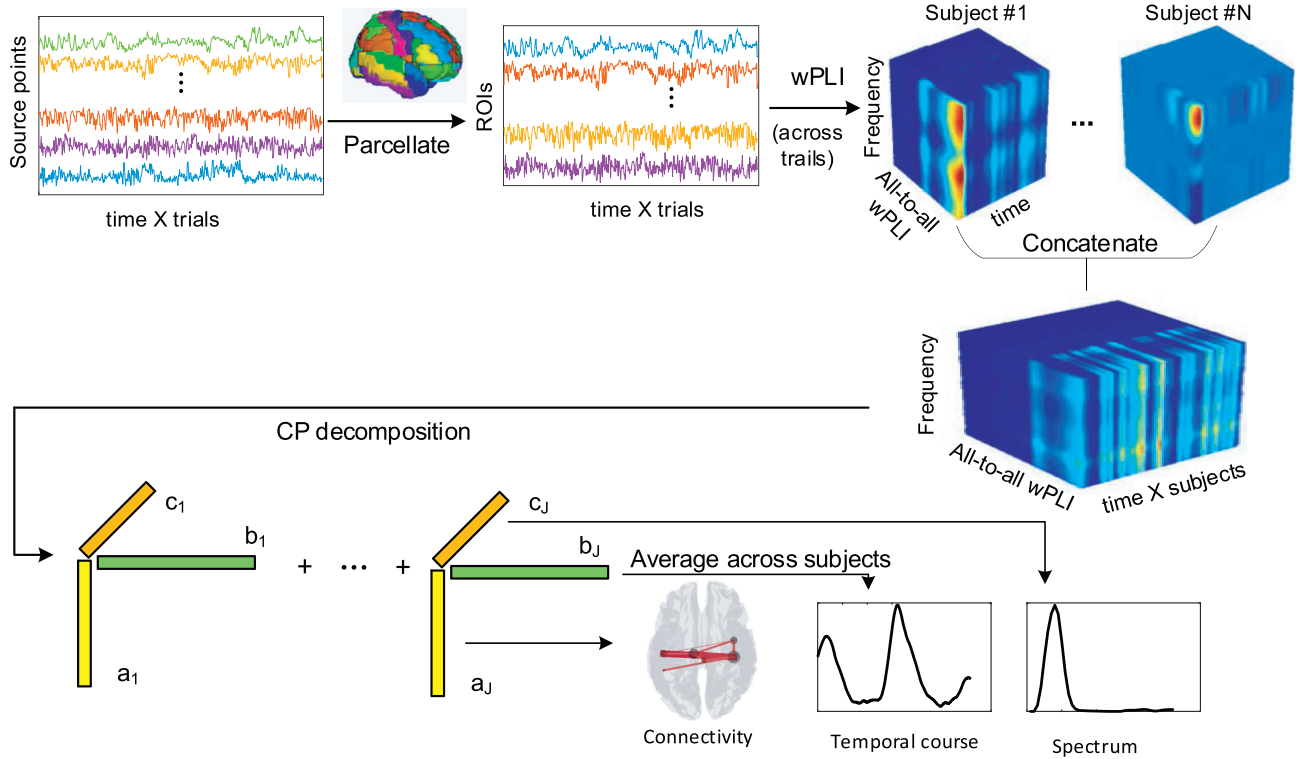 Source points
time X trials
Parcellate
ROIs
time X trials
wPLI
(across
trails)
Subject #1
Subject #N
Frequency
All-to-all
wPLI
time
...
Concatenate
Frequency
All-to-all wPLI
time X subjects
CP decomposition
c1
b1
a1
+ ... +
cJ
bJ
aJ
Average across subjects
Connectivity
Temporal course
Spectrum